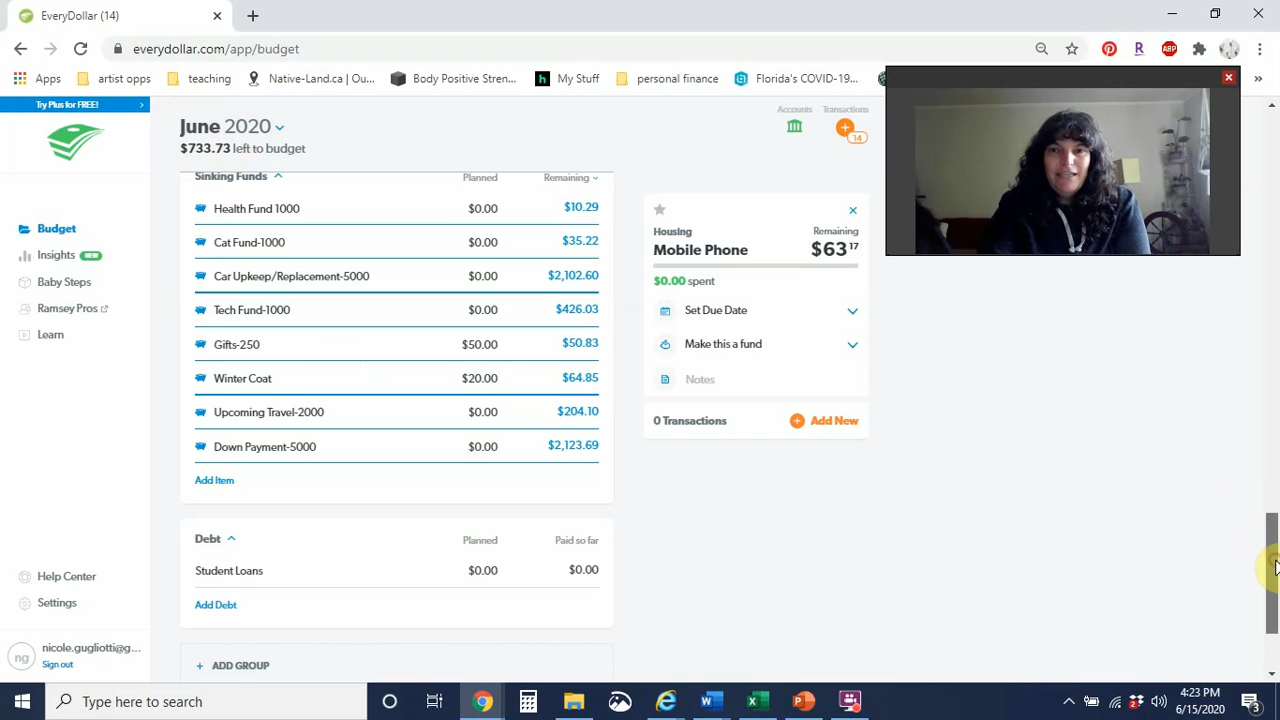 EveryDollar (14)
everydollar.com/app/budget
Apps
artist opps
teaching
Native-Land.ca | Ou...
Body Positive Stren...
My Stuff
personal finance
Florida's COVID-19...
Try Plus for FREE!
June 2020
$733.73 left to budget
Accounts
Transactions
14
Budget
Insights
Baby Steps
Ramsey Pros
Learn
Help Center
Settings
ng
nicole.gugliotti@g...
Sign out
Sinking Funds Planned Remaining
Health Fund 1000 $0.00 $10.29
Cat Fund-1000 $0.00 $35.22
Car Upkeep/Replacement-5000 $0.00 $2,102.60
Tech Fund-1000 $0.00 $426.03
Gifts-250 $50.00 $50.83
Winter Coat $20.00 $64.85
Upcoming Travel-2000 $0.00 $204.10
Down Payment-5000 $0.00 $2,123.69
Add Item
Debt Planned Paid so far
Student Loans $0.00 $0.00
Add Debt
+ ADD GROUP
Housing Remaining
Mobile Phone $63 17
$0.00 spent
Set Due Date
Make this a fund
Notes
0 Transactions Add New
Type here to search
4:23 PM
6/15/2020
3